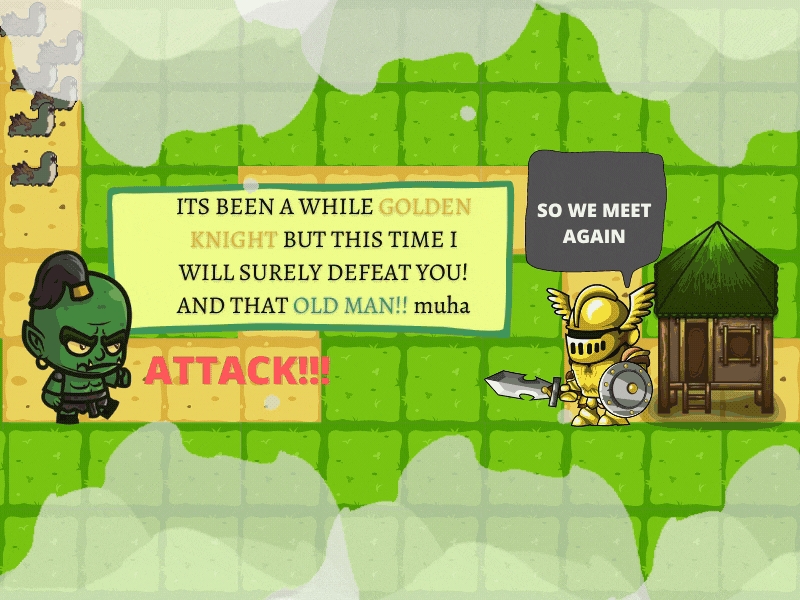 ITS BEEN A WHILE GOLDEN
KNIGHT BUT THIS TIME I
WILL SURELY DEFEAT YOU!
AND THAT OLD MAN!! muha
SO WE MEET
AGAIN
ATTACK!!!